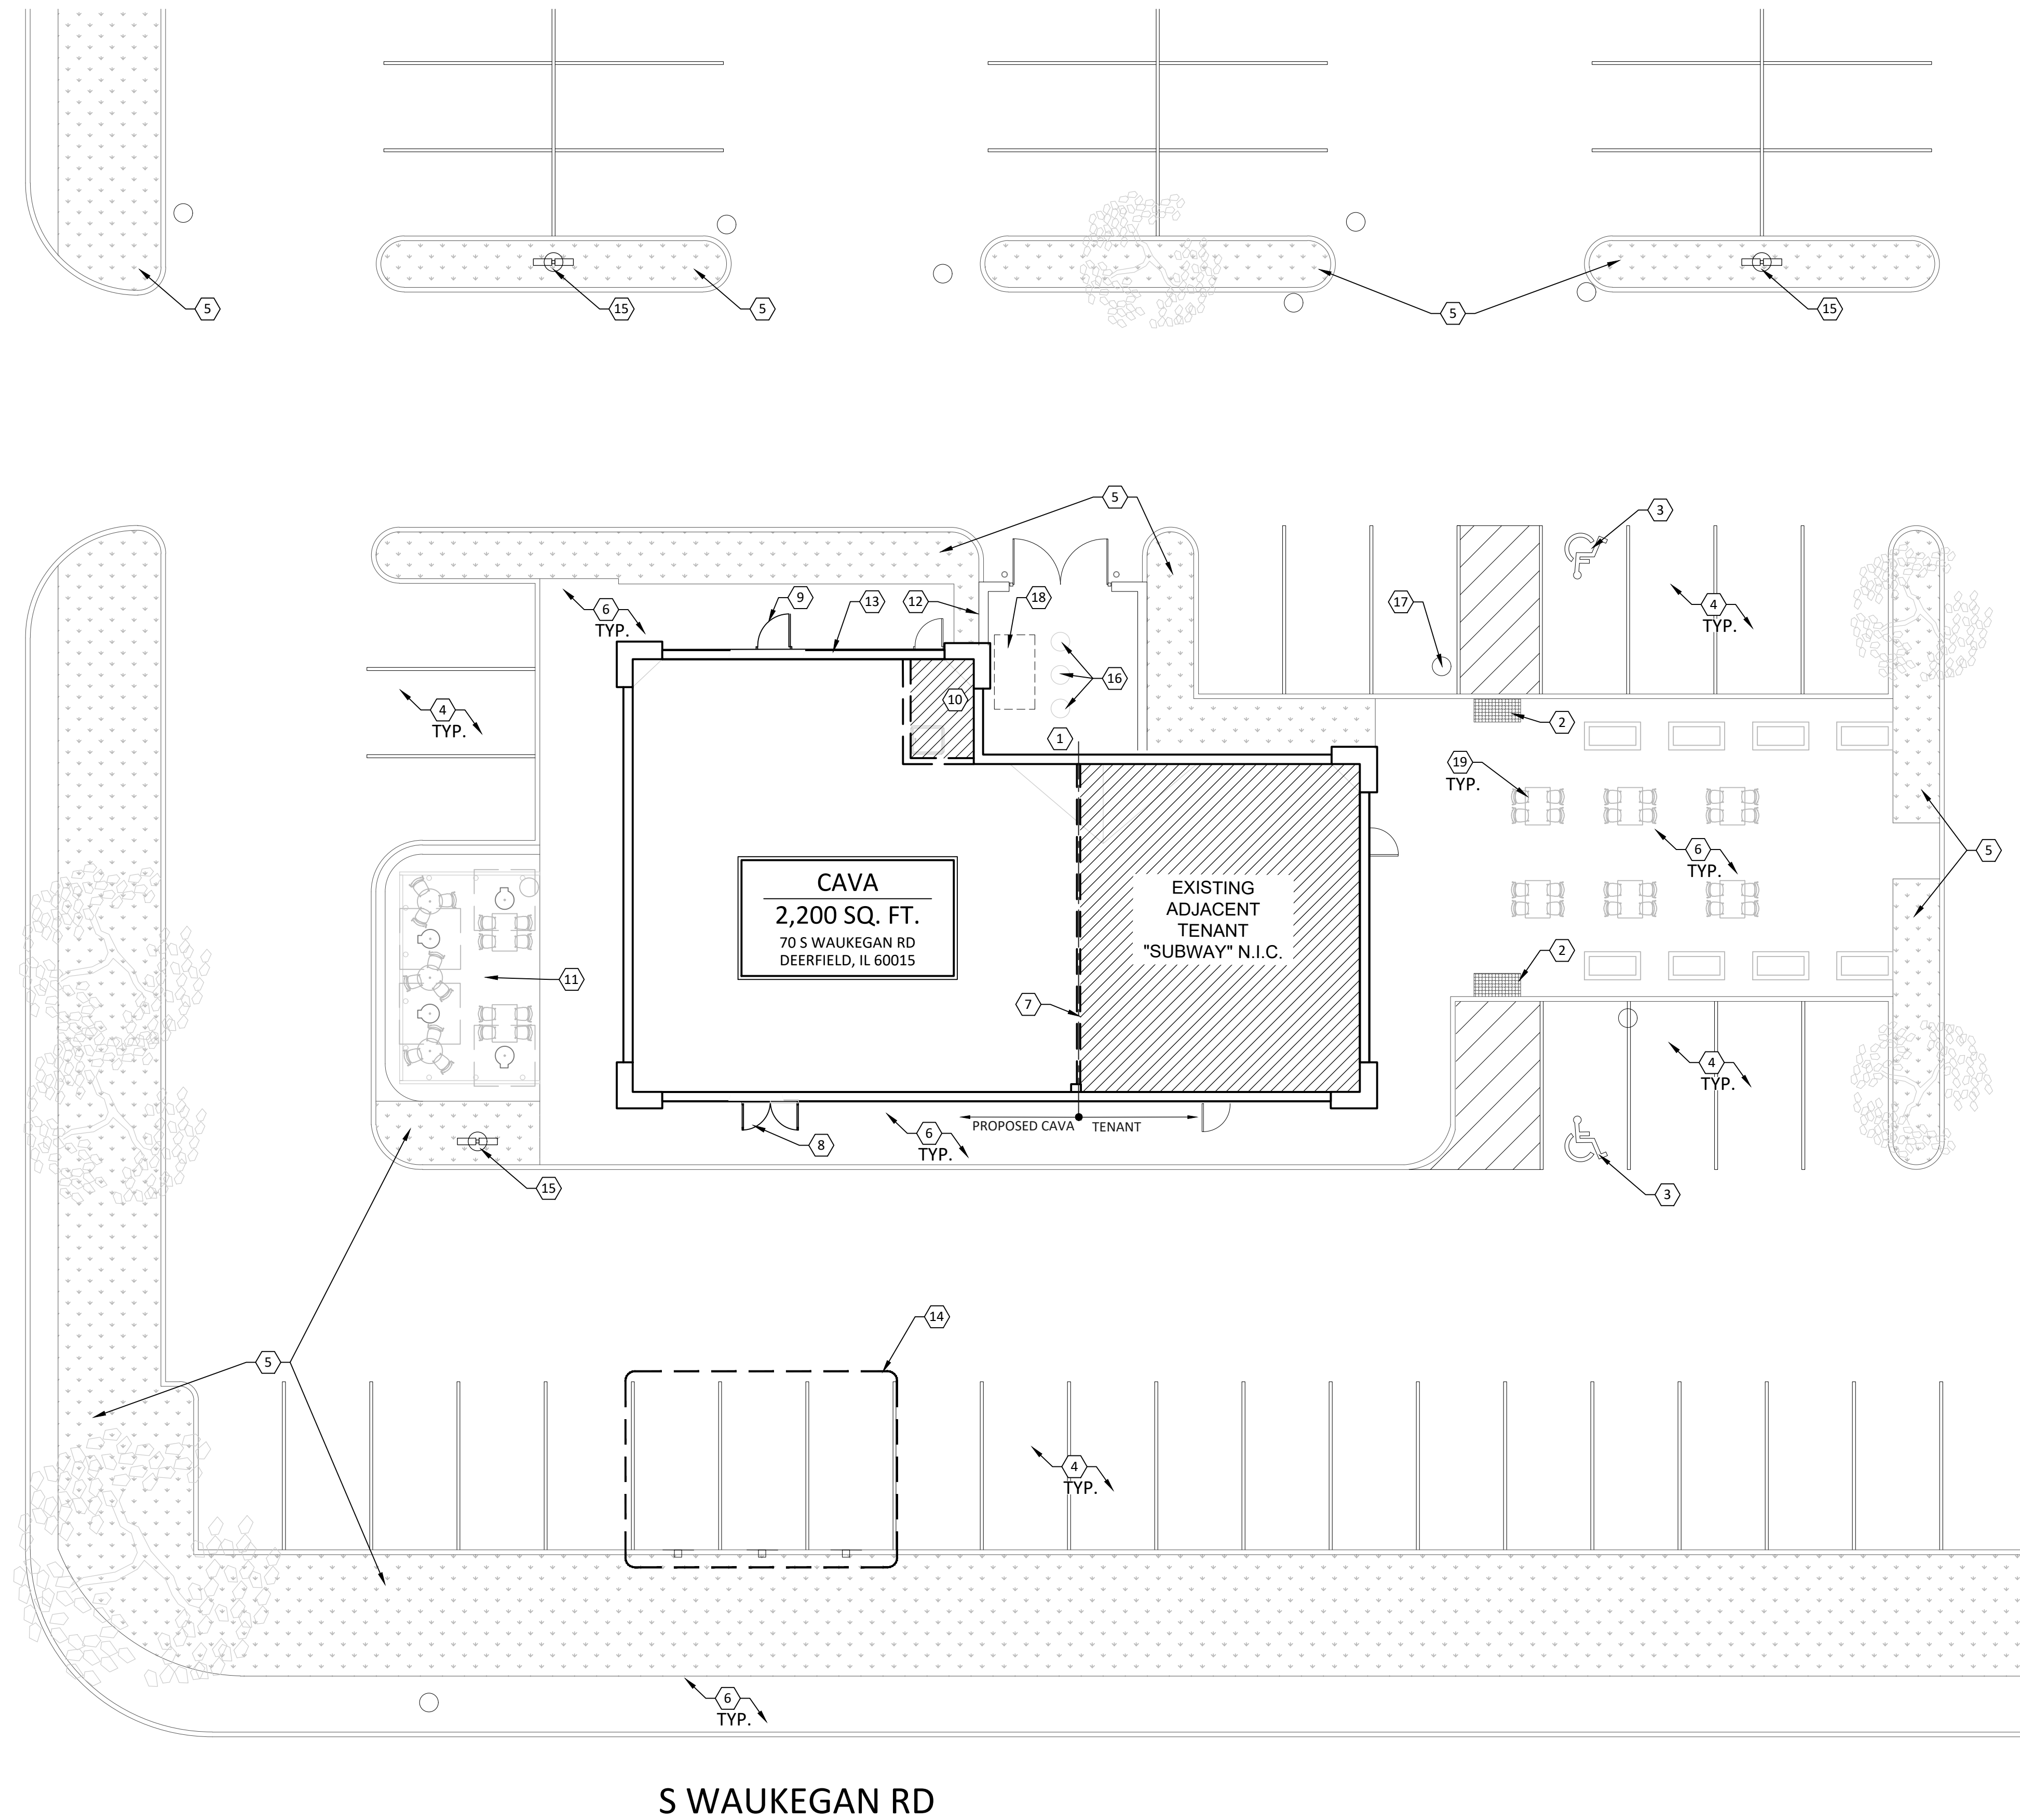 5
15
5
5
15
5
3
9
13
12
18
17
6
TYP.
4
TYP.
16
10
4
TYP.
2
1
19
TYP.
6
TYP.
5
CAVA
2,200 SQ. FT.
70 S WAUKEGAN RD
DEERFIELD, IL 60015
EXISTING
ADJACENT
TENANT
"SUBWAY" N.I.C.
2
11
7
4
TYP.
PROPOSED CAVA
TENANT
6
TYP.
8
15
3
14
5
4
TYP.
6
TYP.
S WAUKEGAN RD